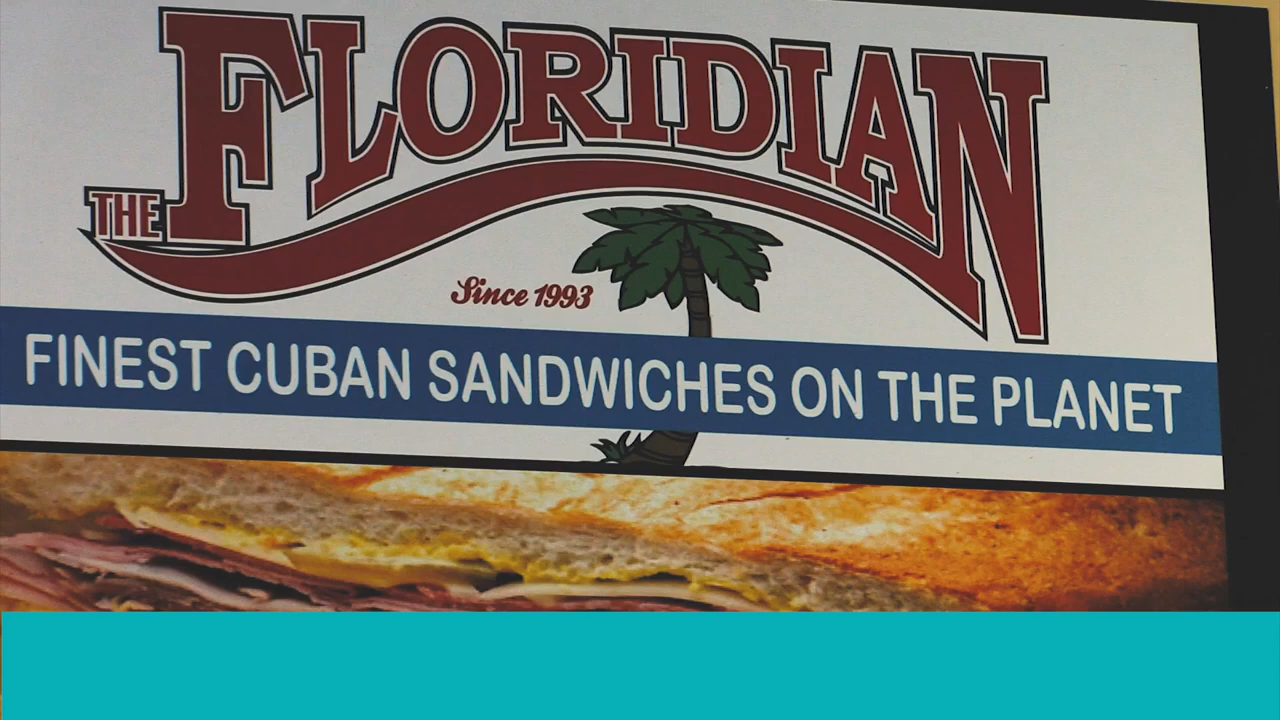 THE FLORIDIAN
Since 1993
FINEST CUBAN SANDWICHES ON THE PLANET